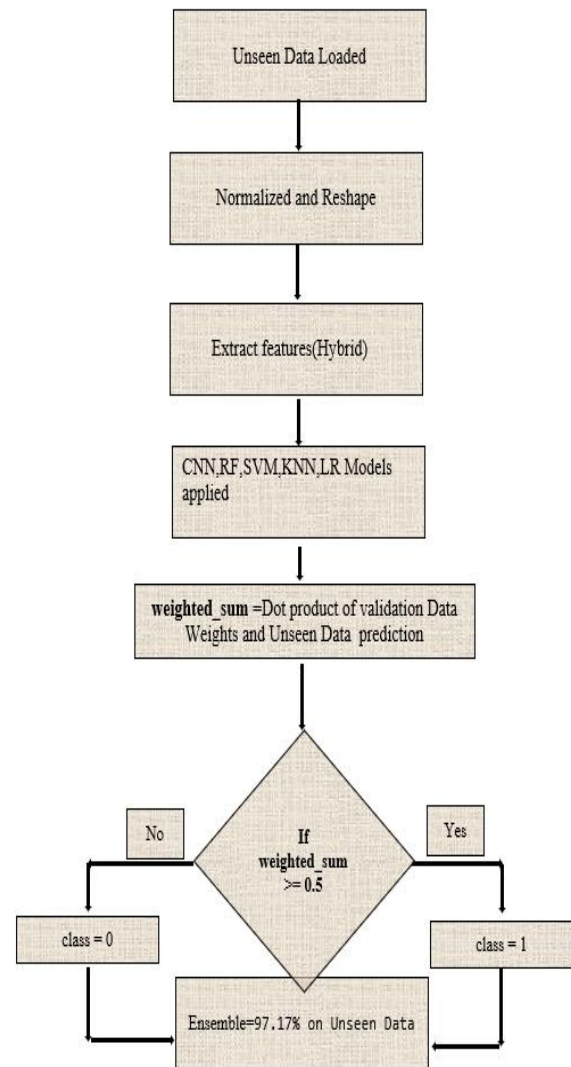 Unseen Data Loaded
Normalized and Reshape
Extract features(Hybrid)
CNN,RF,SVM,KNN,LR Models
applied
weighted_sum =Dot product of validation Data
Weights and Unseen Data prediction
If
weighted_sum
>= 0.5
No
Yes
class = 0
class = 1
Ensemble=97.17% on Unseen Data